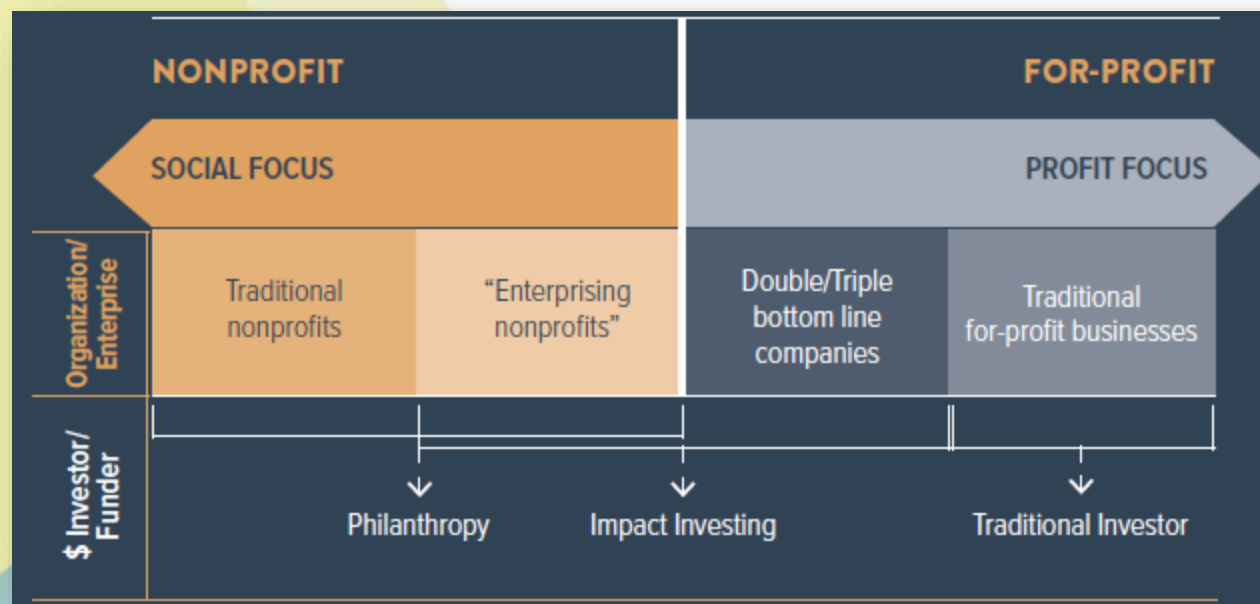 NONPROFIT
FOR-PROFIT
SOCIAL FOCUS
PROFIT FOCUS
Organization/
Enterprise
Traditional
nonprofits
“Enterprising
nonprofits”
Double/Triple
bottom line
companies
Traditional
for-profit businesses
$ Investor/
Funder
Philanthropy
Impact Investing
Traditional Investor